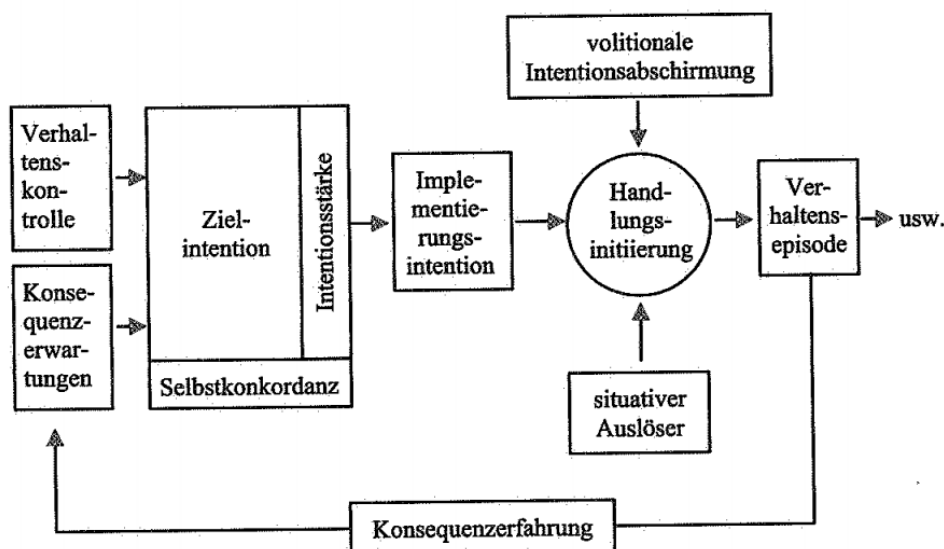 volitionale
Intentionsabschirmung
Verhal-
tens-
kon-
trolle
Konse-
quenz-
erwar-
tungen
Ziel-
intention
Intentionsstärke
Selbstkonkordanz
Imple-
mentie-
rungs-
intention
Hand-
lungs-
initiierung
situativer
Auslöser
Ver-
haltens-
episode
usw.
Konsequenzerfahrung